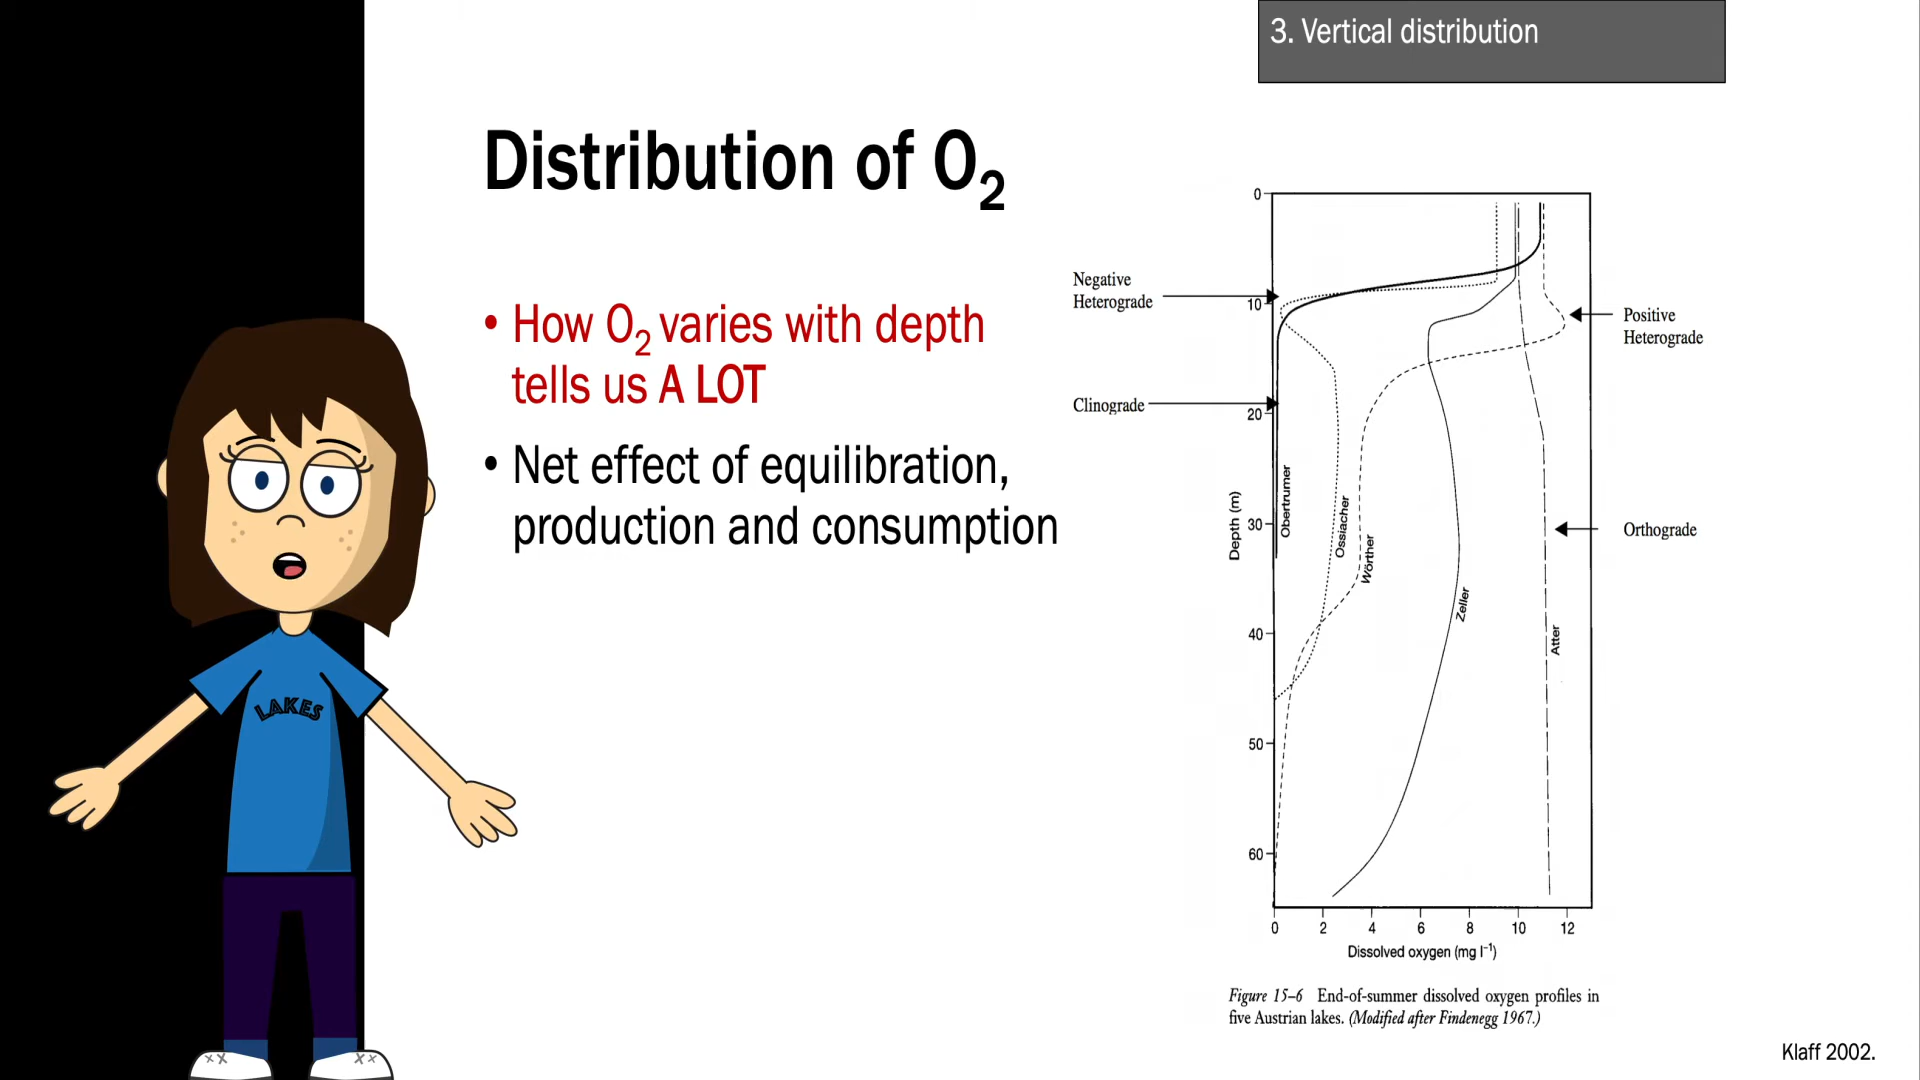 3. Vertical distribution
Distribution of O2
• How O2 varies with depth
tells us A LOT
• Net effect of equilibration,
production and consumption
LAKES
Negative
Heterograde
Clinograde
Positive
Heterograde
Orthograde
0
10
20
30
40
50
60
Depth (m)
Obertrumer
Ossiacher
Wörther
Zeller
Atter
0 2 4 6 8 10 12
Dissolved oxygen (mg l⁻¹)
Figure 15–6 End-of-summer dissolved oxygen profiles in
five Austrian lakes. (Modified after Findenegg 1967.)
Klaff 2002.